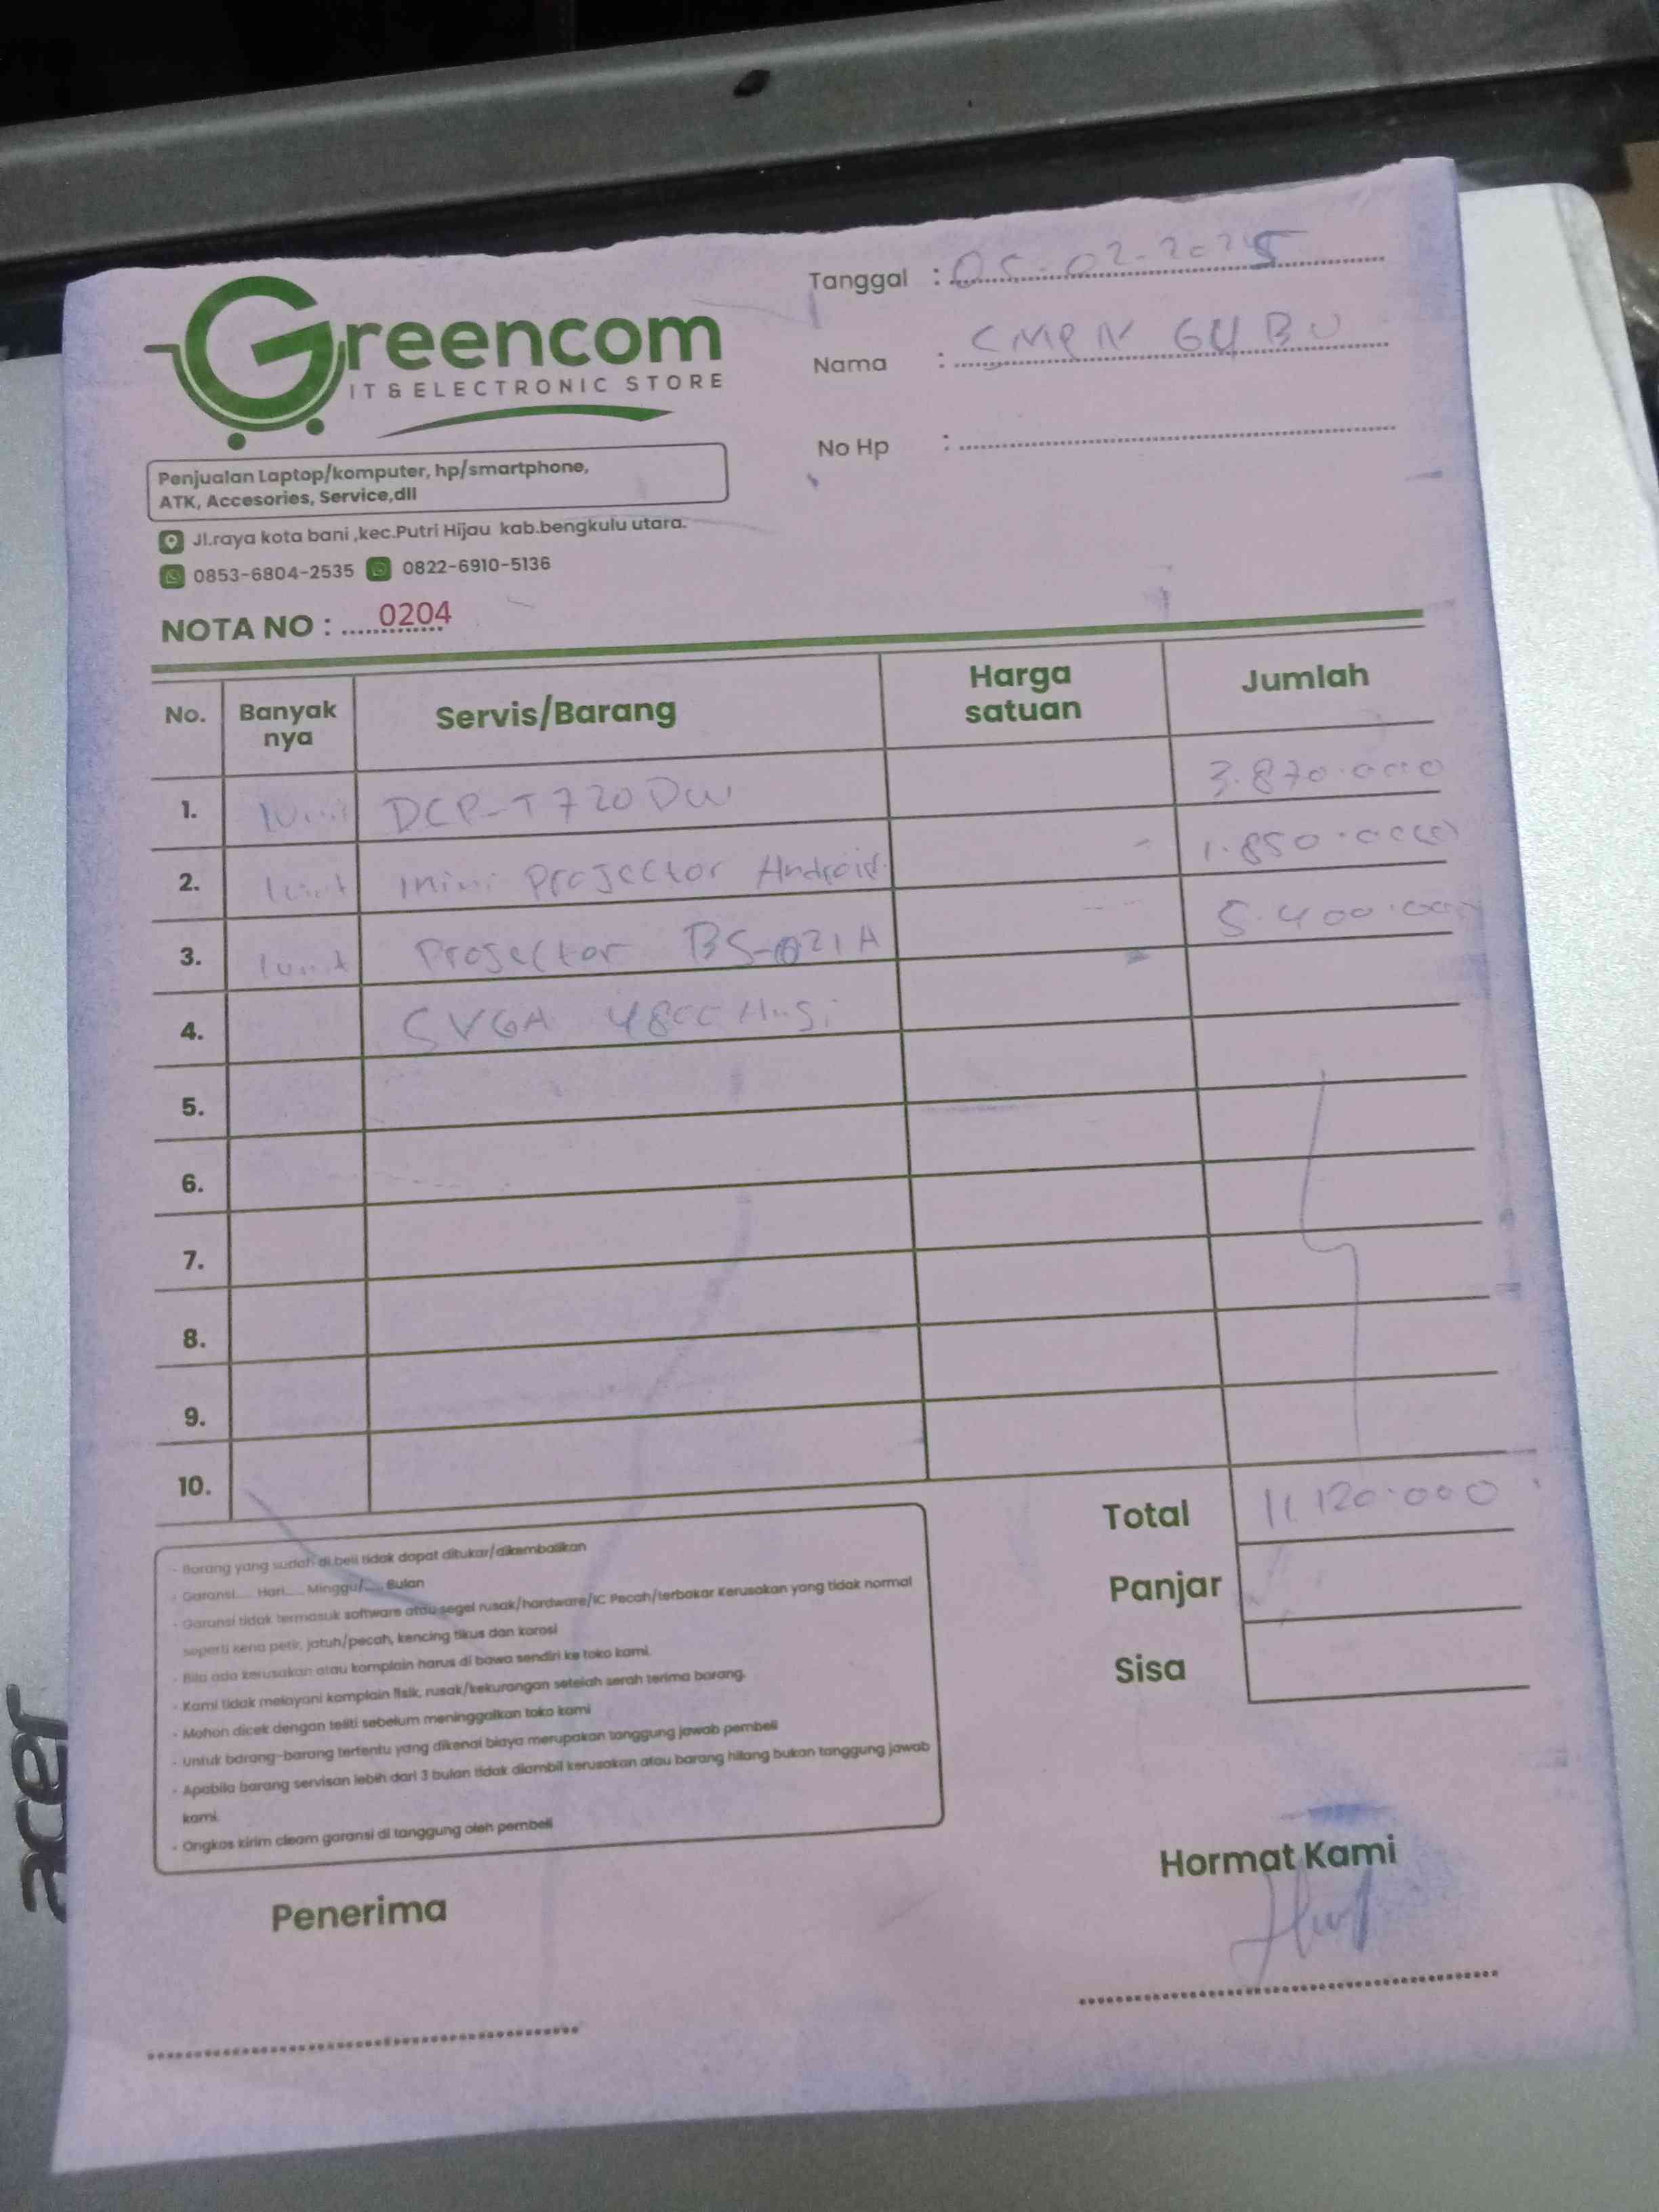 Greencom
IT & ELECTRONIC STORE
Penjualan Laptop/komputer, hp/smartphone,
ATK, Accesories, Service,dll
Jl.raya kota bani ,kec.Putri Hijau kab.bengkulu utara.
0853-6804-2535 0822-6910-5136
NOTA NO : 0204
Tanggal : 05-02-2025
Nama : SMPN 64 BU
No Hp :
No. Banyak nya Servis/Barang Harga satuan Jumlah
1. 1 unit DCP-T720DW 3.870.000
2. 1 unit mini Projector Android 1.850.000
3. 1 unit Projector BS-021A 5.400.000
4. SVGA
5.
6.
7.
8.
9.
10.
Total 11.120.000
Panjar
Sisa
- Barang yang sudah di beli tidak dapat ditukar/dikembalikan
- Garansi..... Hari..... Minggu/..... Bulan
- Garansi tidak termasuk software atau segel rusak/hardware/IC Pecah/terbakar Kerusakan yang tidak normal
seperti kena petir, jatuh/pecah, kencing tikus dan korosi
- Bila ada kerusakan atau komplain harus di bawa sendiri ke toko kami.
- Kami tidak melayani komplain fisik, rusak/kekurangan setelah serah terima barang.
- Mohon dicek dengan teliti sebelum meninggalkan toko kami
- Untuk barang-barang tertentu yang dikenai biaya merupakan tanggung jawab pembeli
- Apabila barang servisan lebih dari 3 bulan tidak diambil kerusakan atau barang hilang bukan tanggung jawab
kami.
- Ongkos kirim cleam garansi di tanggung oleh pembeli
Penerima
Hormat Kami
acer